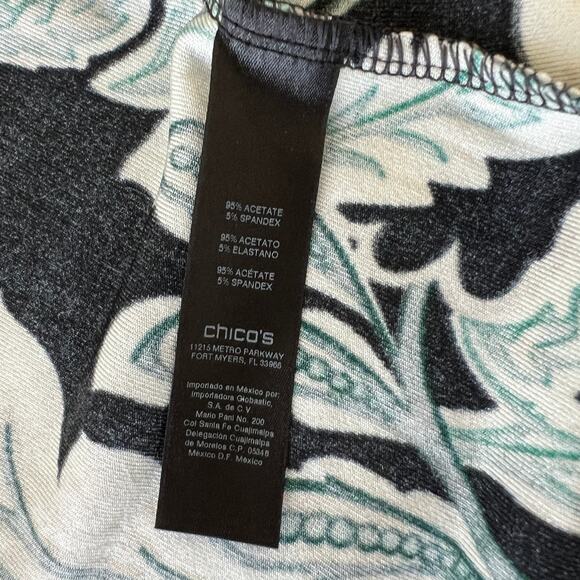 95% ACETATE
5% SPANDEX
95% ACETATO
5% ELASTANO
95% ACÉTATE
5% SPANDEX
chico's
11215 METRO PARKWAY
FORT MYERS, FL 33966
Importado en México por:
Importadora Globastic,
S.A. de C.V.
Mario Pani No. 200
Col Santa Fe Cuajimalpa
Delegación Cuajimalpa
de Morelos C.P. 05348
México D.F. México